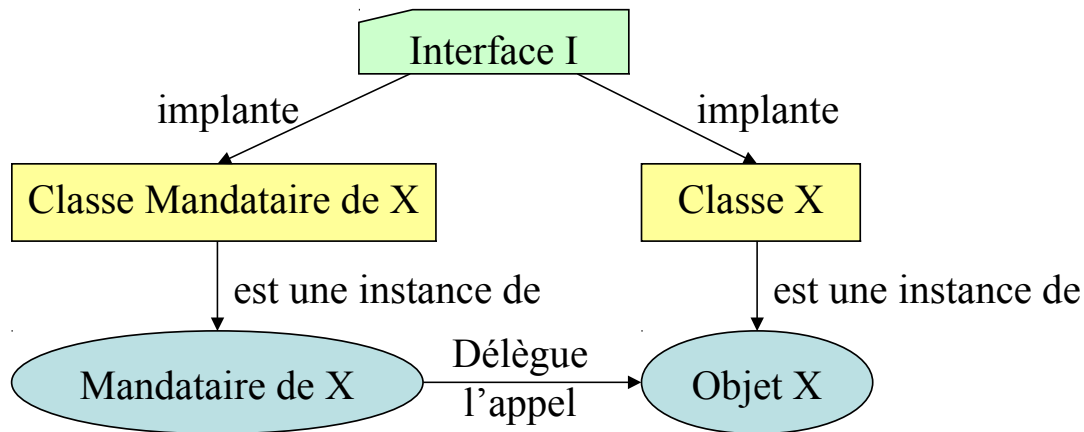 Interface I
implante
implante
Classe Mandataire de X
Classe X
est une instance de
est une instance de
Mandataire de X
Délègue
l’appel
Objet X